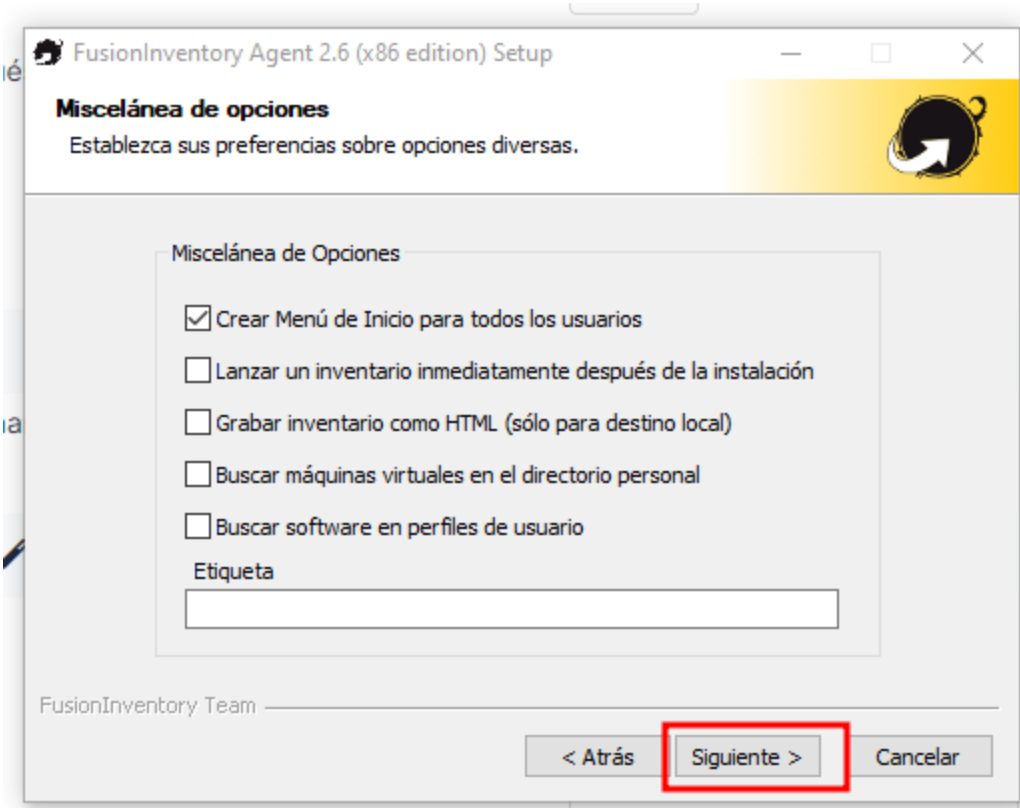 FusionInventory Agent 2.6 (x86 edition) Setup
Miscelánea de opciones
Establezca sus preferencias sobre opciones diversas.
Miscelánea de Opciones
Crear Menú de Inicio para todos los usuarios
Lanzar un inventario inmediatamente después de la instalación
Grabar inventario como HTML (sólo para destino local)
Buscar máquinas virtuales en el directorio personal
Buscar software en perfiles de usuario
Etiqueta
FusionInventory Team
< Atrás
Siguiente >
Cancelar